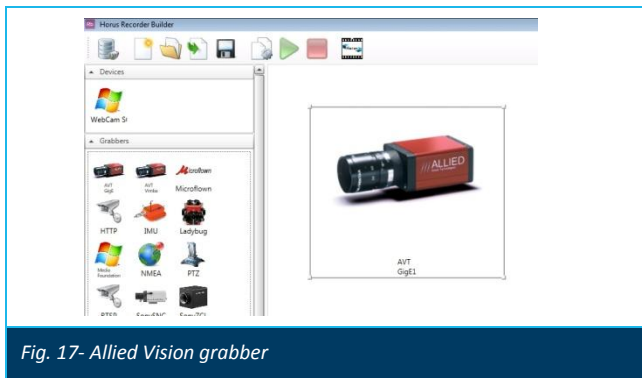 Horus Recorder Builder
Devices
WebCam S
Grabbers
AVT
GigE
AVT
Vimba
Microflown
Microflown
HTTP
IMU
Ladybug
Media
Foundation
NMEA
PTZ
ALLIED
AVT
GigE1
Fig. 17- Allied Vision grabber